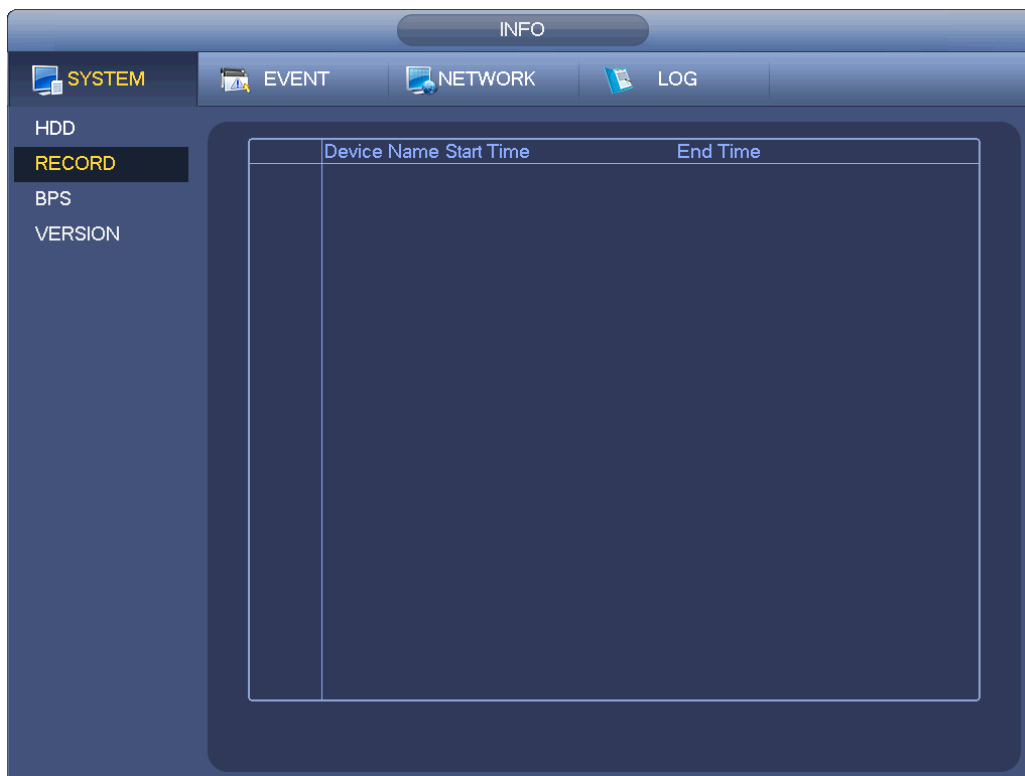 INFO
SYSTEM EVENT NETWORK LOG
HDD
RECORD
BPS
VERSION
Device Name Start Time End Time